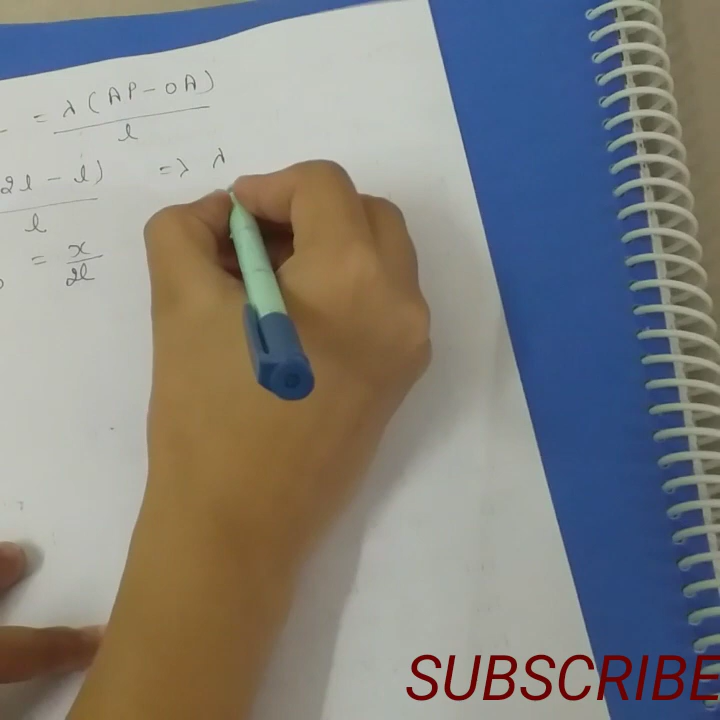 = λ (AP - OA)
l
2l - l) = λ λ
l
= x
2l
SUBSCRIBE